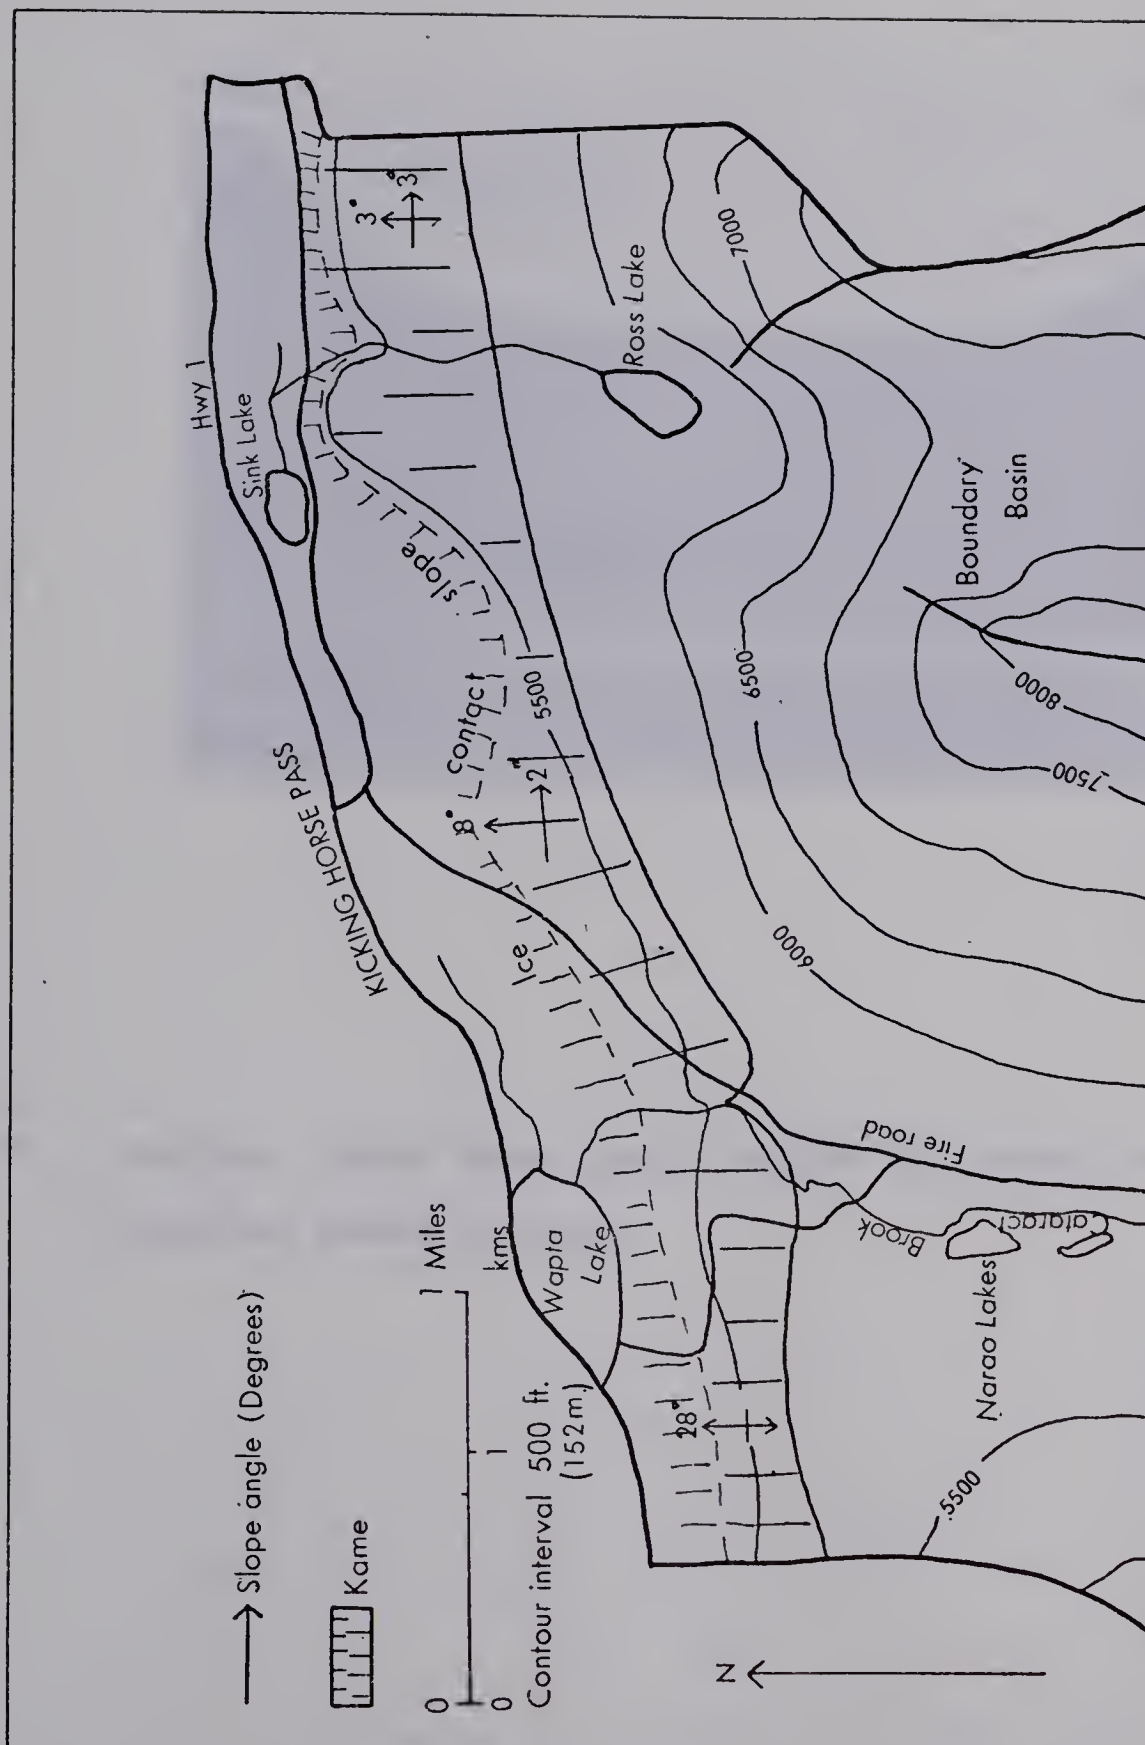 Hwy 1
Sink Lake
KICKING HORSE PASS
3°
3°
Ice contact slope
8°
2°
5500
Ross Lake
7000
6500
6000
Boundary
Basin
8000
7500
Wapta
Lake
28°
Fire road
Cataract
Brook
Narao Lakes
5500
Slope angle (Degrees)
Kame
0 1 Miles
0 1 kms
Contour interval 500 ft.
(152m)
N